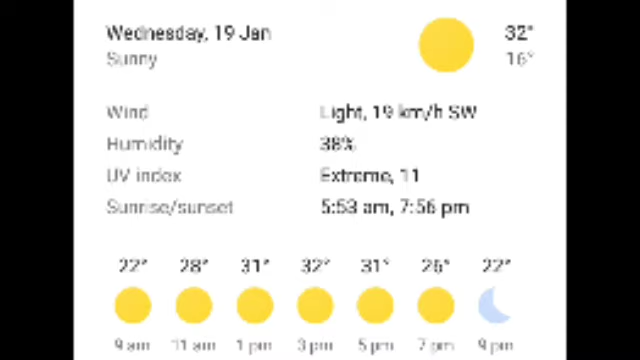 Wednesday, 19 Jan 32°
Sunny 16°
Wind Light, 19 km/h SW
Humidity 38%
UV index Extreme, 11
Sunrise/sunset 5:53 am, 7:56 pm
22° 28° 31° 32° 31° 26° 22°
9 am 11 am 1 pm 3 pm 5 pm 7 pm 9 pm